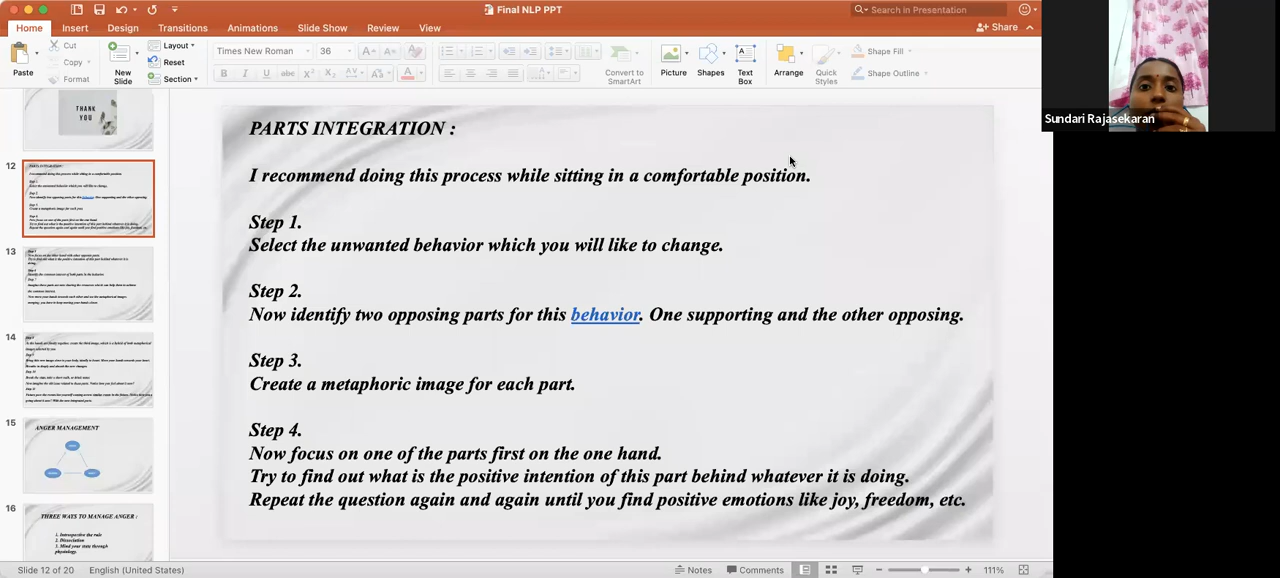 Final NLP PPT
Search in Presentation
Home Insert Design Transitions Animations Slide Show Review View
Share
Paste
Cut
Copy
Format
New Slide
Layout
Reset
Section
Times New Roman 36
Convert to SmartArt
Picture
Shapes
Text Box
Arrange
Quick Styles
Shape Fill
Shape Outline
Sundari Rajasekaran
THANK
YOU
12
13
14
15
ANGER MANAGEMENT
16
THREE WAYS TO MANAGE ANGER :
1. Introspective the rule
2. Dissociation
3. Mind your state through
physiology.
PARTS INTEGRATION :
I recommend doing this process while sitting in a comfortable position.
Step 1.
Select the unwanted behavior which you will like to change.
Step 2.
Now identify two opposing parts for this behavior. One supporting and the other opposing.
Step 3.
Create a metaphoric image for each part.
Step 4.
Now focus on one of the parts first on the one hand.
Try to find out what is the positive intention of this part behind whatever it is doing.
Repeat the question again and again until you find positive emotions like joy, freedom, etc.
Slide 12 of 20 English (United States)
Notes Comments 111%